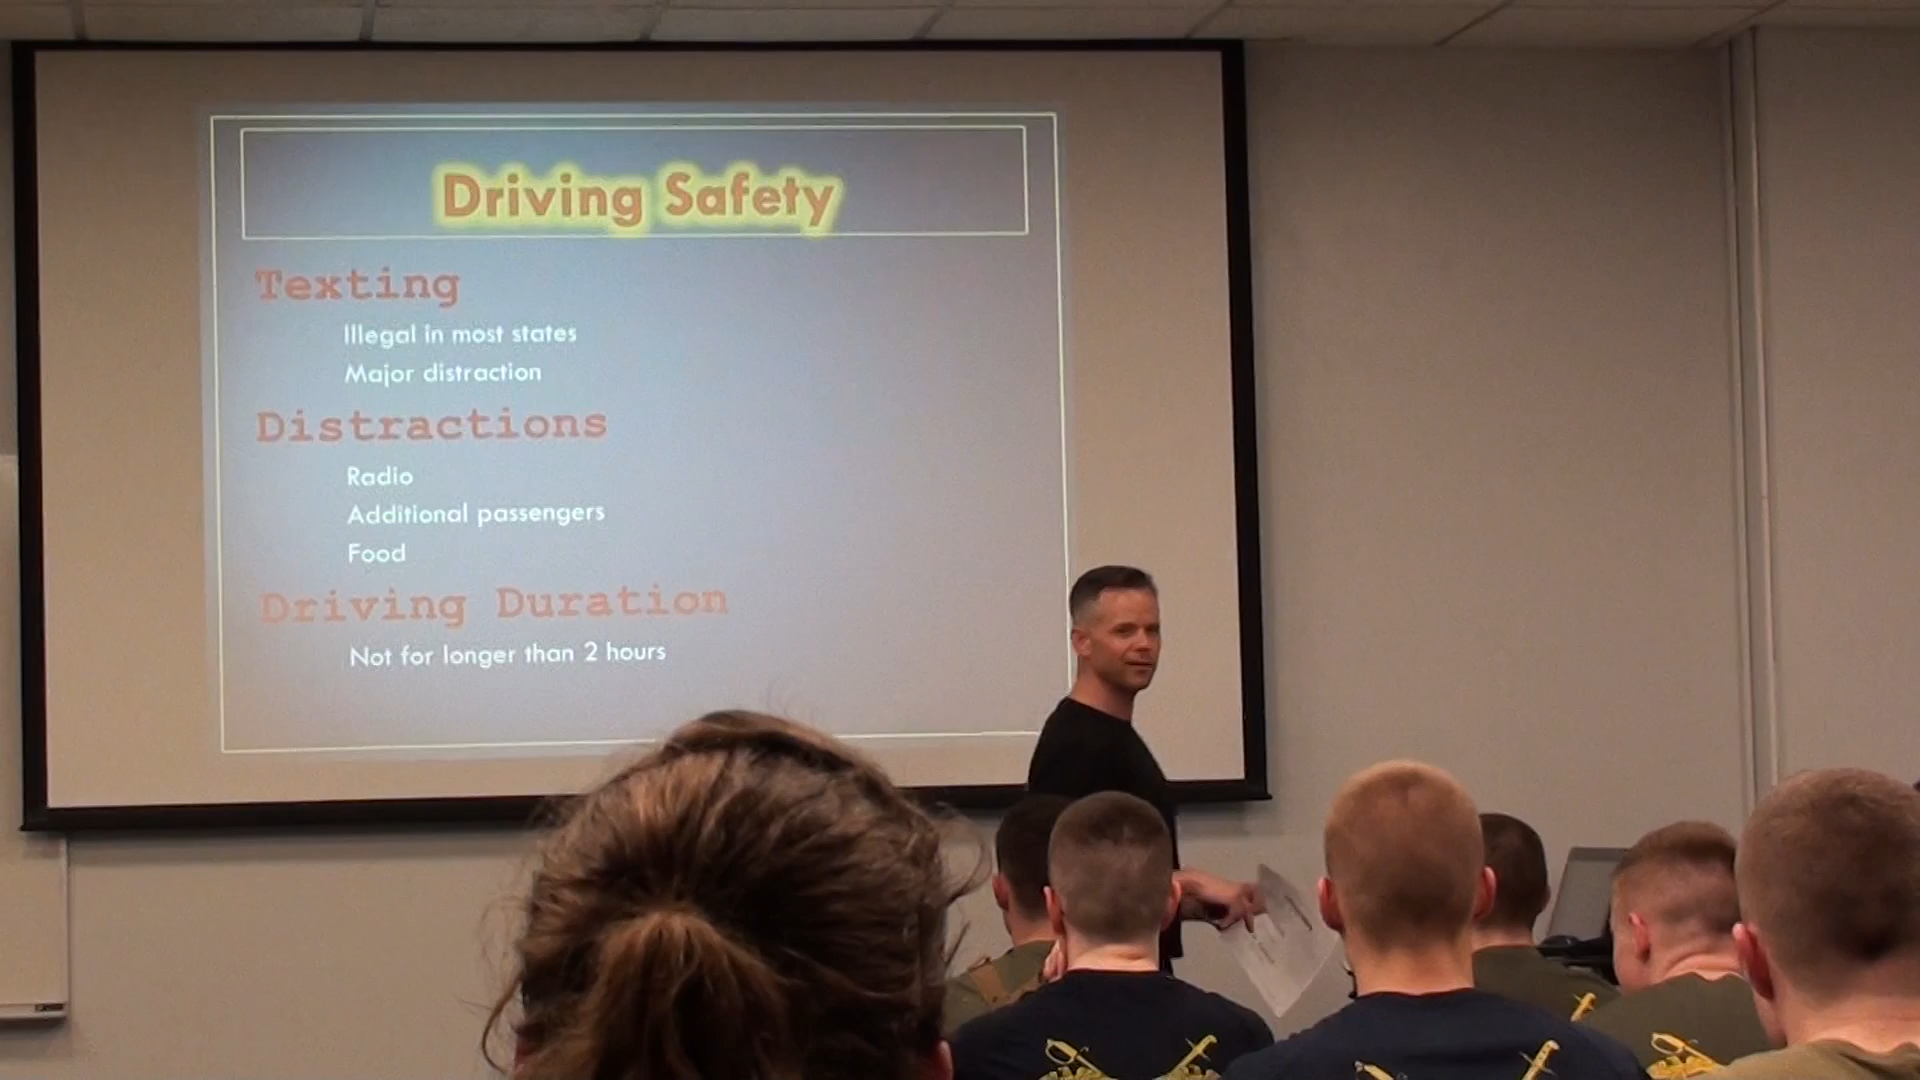 Driving Safety
Texting
Illegal in most states
Major distraction
Distractions
Radio
Additional passengers
Food
Driving Duration
Not for longer than 2 hours